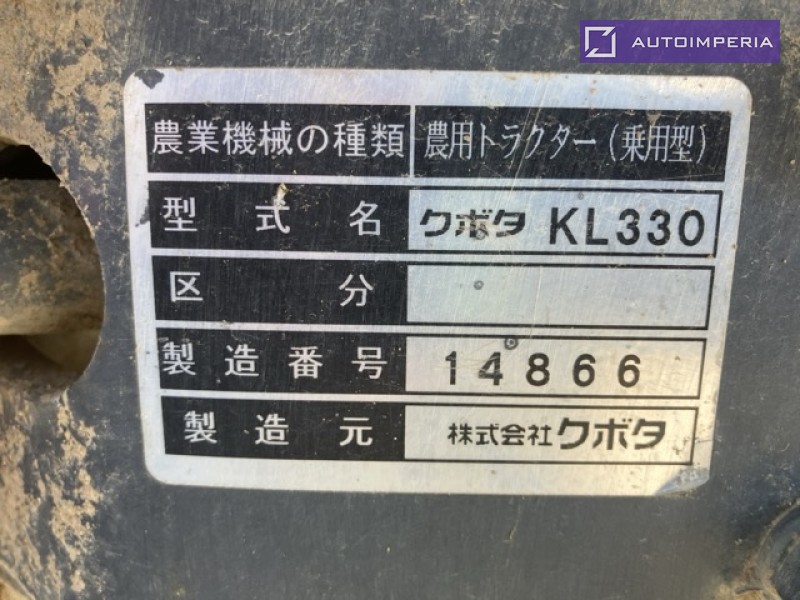 AUTOIMPERIA
農業機械の種類 農用トラクター(乗用型)
型式名 クボタ KL330
区分
製造番号 14866
製造元 株式会社クボタ